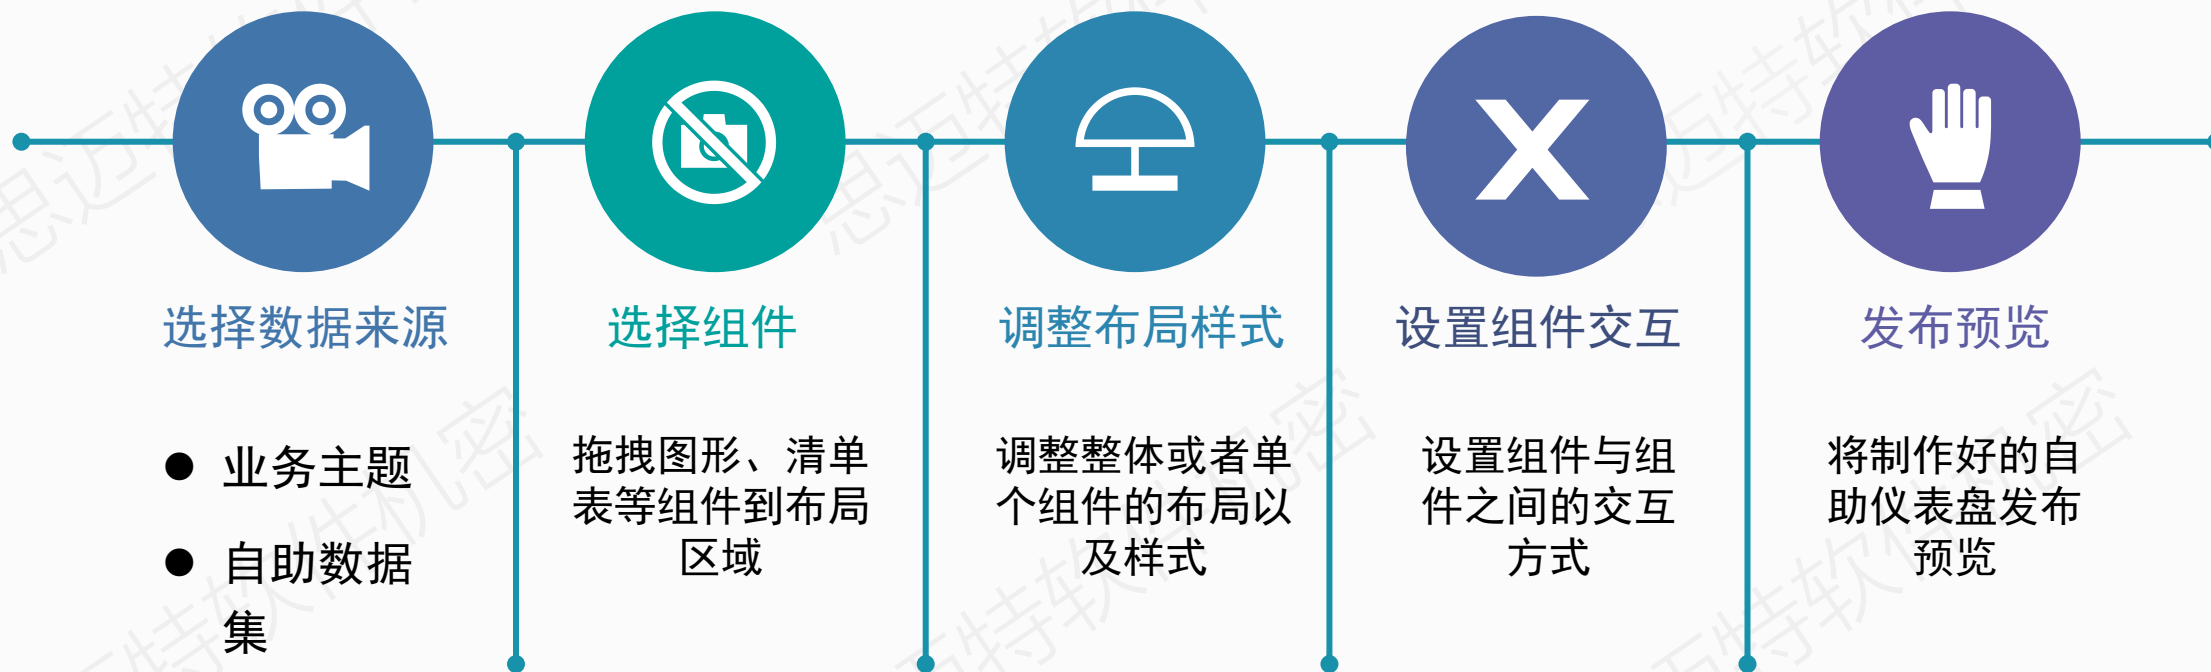 选择数据来源
业务主题
自助数据
集
选择组件
拖拽图形、清单
表等组件到布局
区域
调整布局样式
调整整体或者单
个组件的布局以
及样式
设置组件交互
设置组件与组
件之间的交互
方式
发布预览
将制作好的自
助仪表盘发布
预览